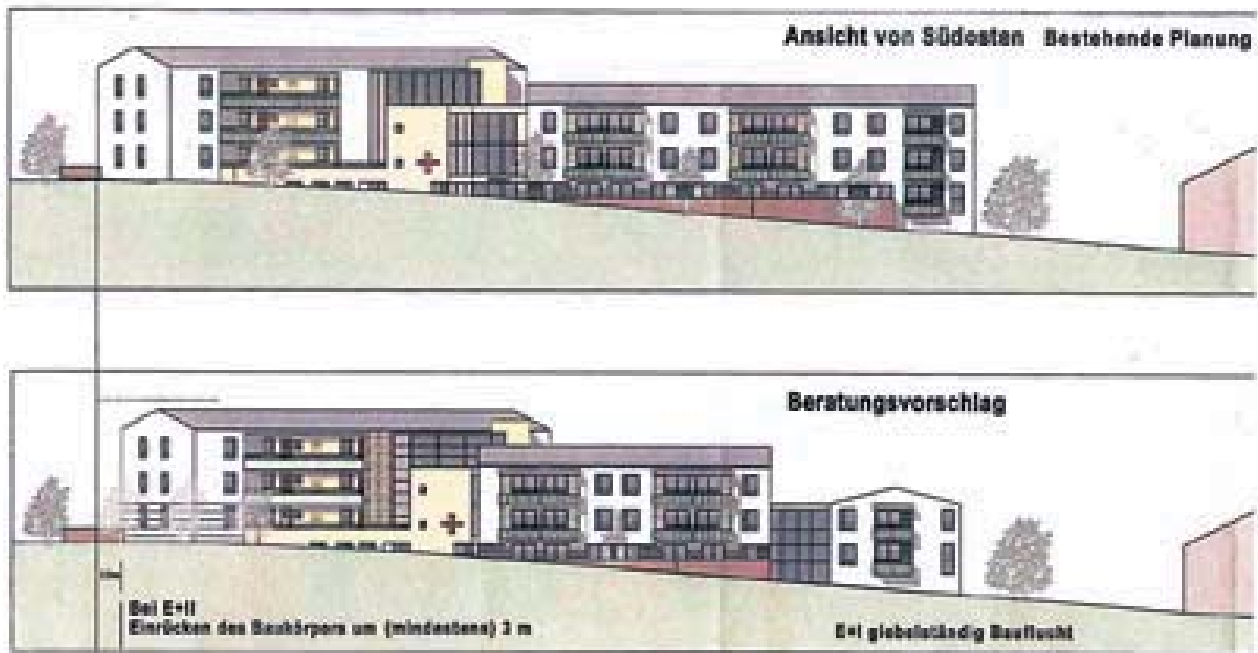 Ansicht von Südosten Bestehende Planung
Beratungsvorschlag
Bei E+II
Einrücken des Baukörpers um (mindestens) 3 m
E+I giebelständig Bauflucht